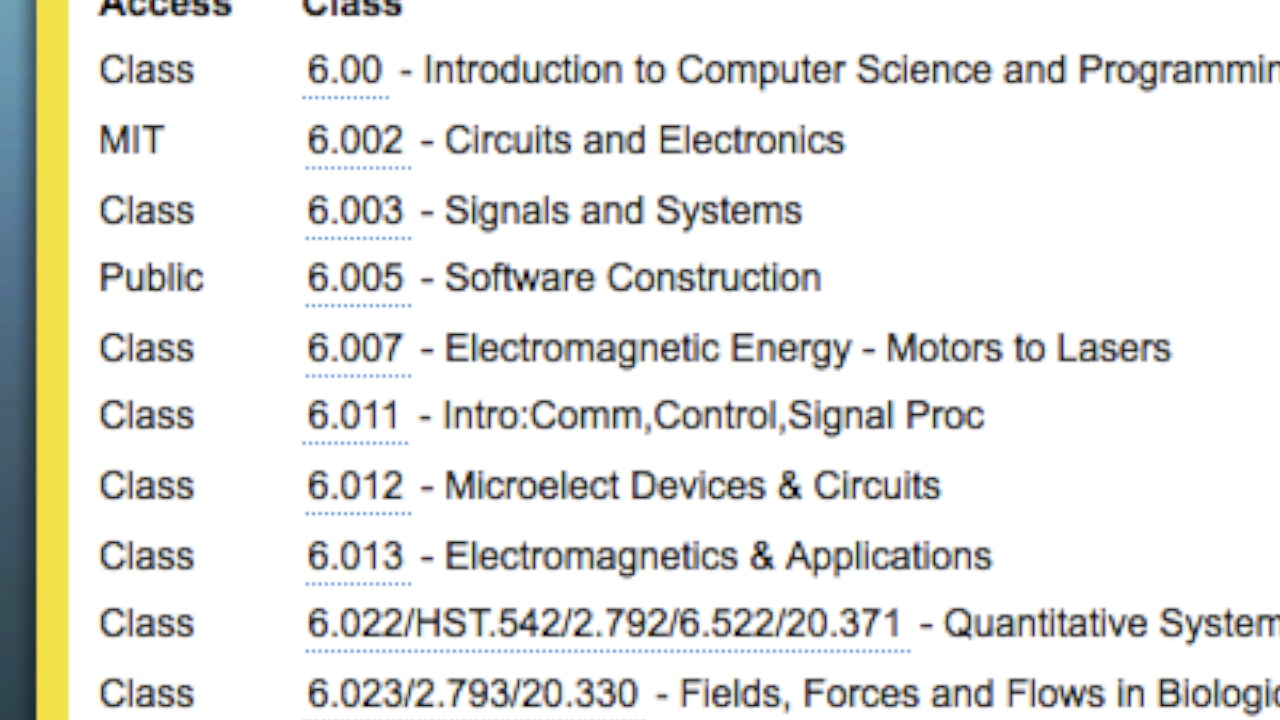 Access Class
Class 6.00 - Introduction to Computer Science and
MIT 6.002 - Circuits and Electronics
Class 6.003 - Signals and Systems
Public 6.005 - Software Construction
Class 6.007 - Electromagnetic Energy - Motors to Lasers
Class 6.011 - Intro:Comm,Control,Signal Proc
Class 6.012 - Microelect Devices & Circuits
Class 6.013 - Electromagnetics & Applications
Class 6.022/HST.542/2.792/6.522/20.371 - Quantitative
Class 6.023/2.793/20.330 - Fields, Forces and Flows in